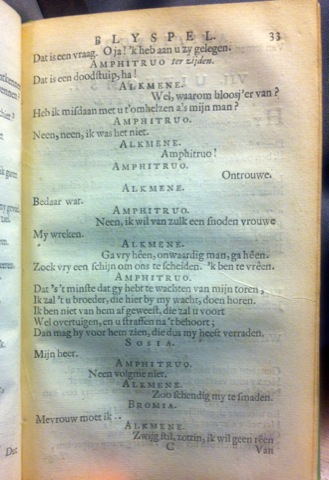 BLYSPEL. 33
Dat is een vraag. O ja! 'k heb aan u zy gelegen.
AMPHITRUO ter zijden.
Dat is een doodstuip, ha!
ALKMENE.
Wel, waarom bloosj'er van?
Heb ik misdaan met u t'omhelzen a's mijn man?
AMPHITRUO.
Neen, neen, ik was het niet.
ALKMENE.
Amphitruo!
AMPHITRUO.
Ontrouwe.
ALKMENE.
Bedaar wat.
AMPHITRUO.
Neen, ik wil van zulk een snoden vrouwe
My wreken.
ALKMENE.
Ga vry hêen, onwaardig man, ga hêen.
Zoek vry een schijn om ons te scheiden. 'k ben te vrêen.
AMPHITRUO.
Dat 's 't minste dat gy hebt te wachten van mijn toren,
Ik zal 't u broeder, die hier by my wacht, doen horen.
Ik ben niet van hem af geweest, die zal u voort
Wel overtuigen, en u straffen na 't behoort;
Dan mag hy voor hem zien, die dus my heeft verraden.
SOSIA.
Mijn heer.
AMPHITRUO.
Neen volgme niet.
ALKMENE.
Zoo schendig my te smaden.
BROMIA.
Mevrouw moet ik..
ALKMENE.
Zwijg stil, zottin, ik wil geen rêen
C Van